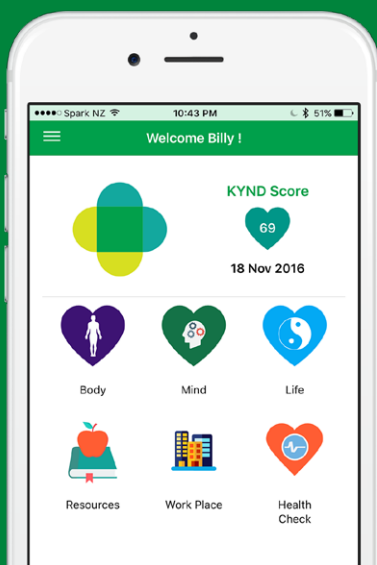 Spark NZ 10:43 PM 51%
Welcome Billy !
KYND Score
69
18 Nov 2016
Body Mind Life
Resources Work Place Health
Check